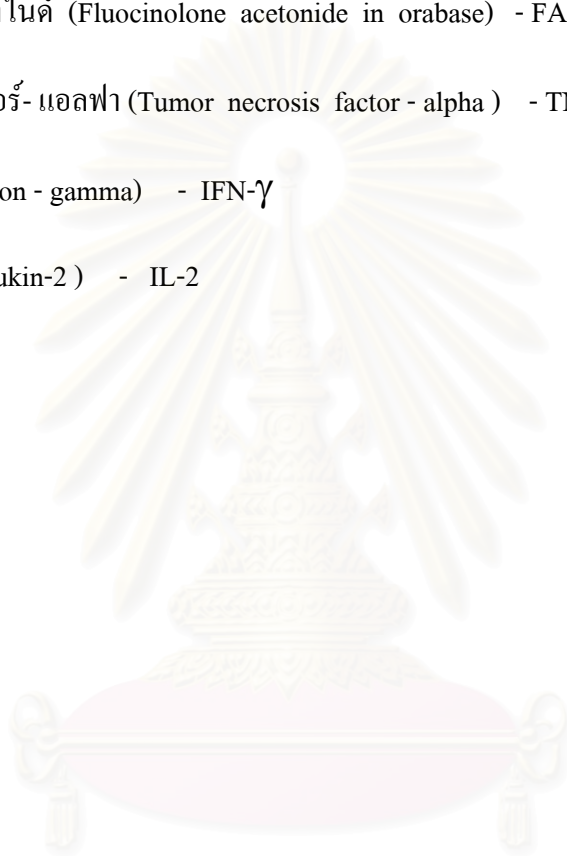 ไนด์ (Fluocinolone acetonide in orabase) - FA
อร์- แอลฟา (Tumor necrosis factor - alpha ) - T
on - gamma) - IFN-γ
ukin-2 ) - IL-2